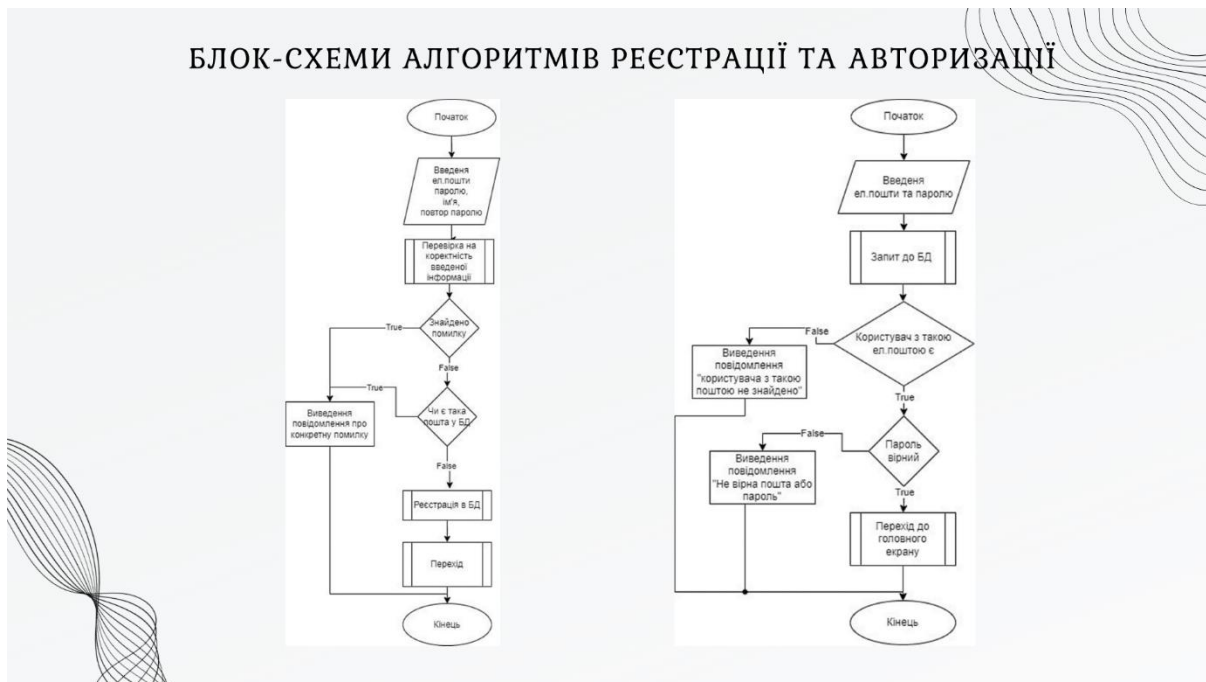 БЛОК-СХЕМИ АЛГОРИТМІВ РЕЄСТРАЦІЇ ТА АВТОРИЗАЦІЇ
Початок
Введеня
ел.пошти
паролю,
ім'я,
повтор паролю
Перевірка на
коректність
введеної
інформації
Знайдено
помилку
True
False
Чи є така
пошта у БД
True
Виведення
повідомлення про
конкретну помилку
False
Реєстрація в БД
Перехід
Кінець
Початок
Введеня
ел.пошти та паролю
Запит до БД
Користувач з такою
ел.поштою є
False
Виведення
повідомлення
"користувача з такою
поштою не знайдено"
True
Пароль
вірний
False
Виведення
повідомлення
"Не вірна пошта або
пароль"
True
Перехід до
головного
екрану
Кінець